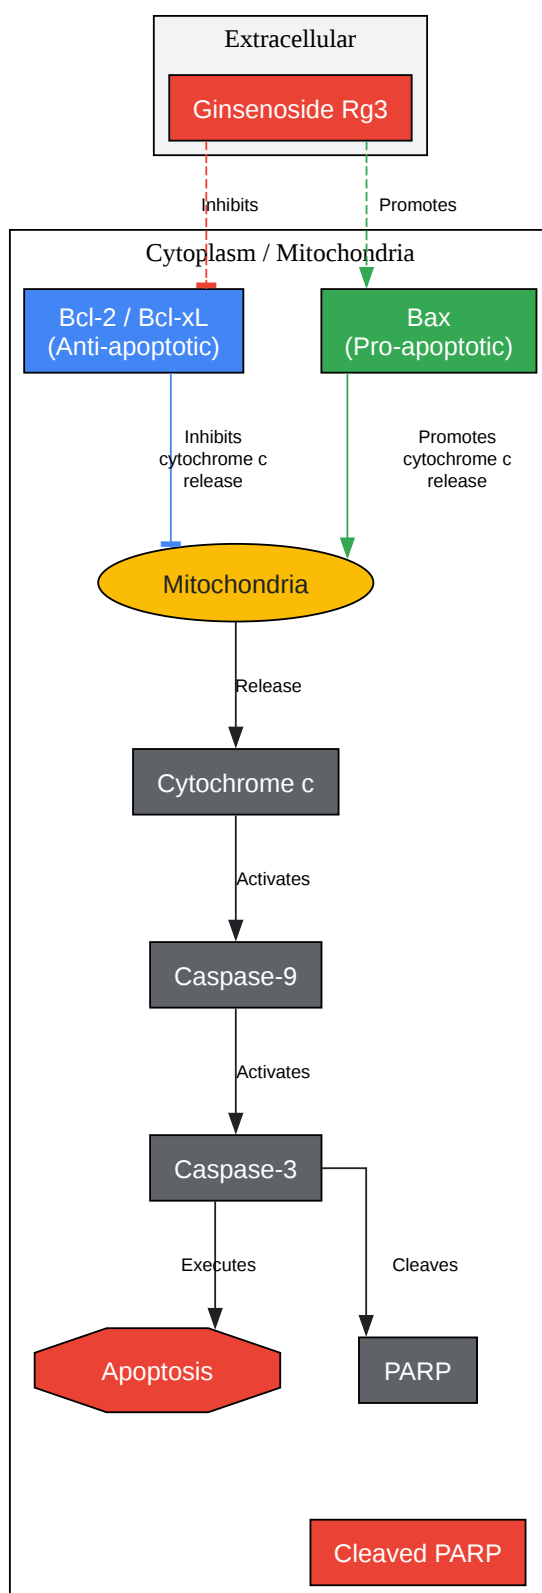 Extracellular
Ginsenoside Rg3
Inhibits
Promotes
Cytoplasm / Mitochondria
Bcl-2 / Bcl-xL
(Anti-apoptotic)
Bax
(Pro-apoptotic)
Inhibits
cytochrome c
release
Promotes
cytochrome c
release
Mitochondria
Release
Cytochrome c
Activates
Caspase-9
Activates
Caspase-3
Executes
Cleaves
Apoptosis
PARP
Cleaved PARP